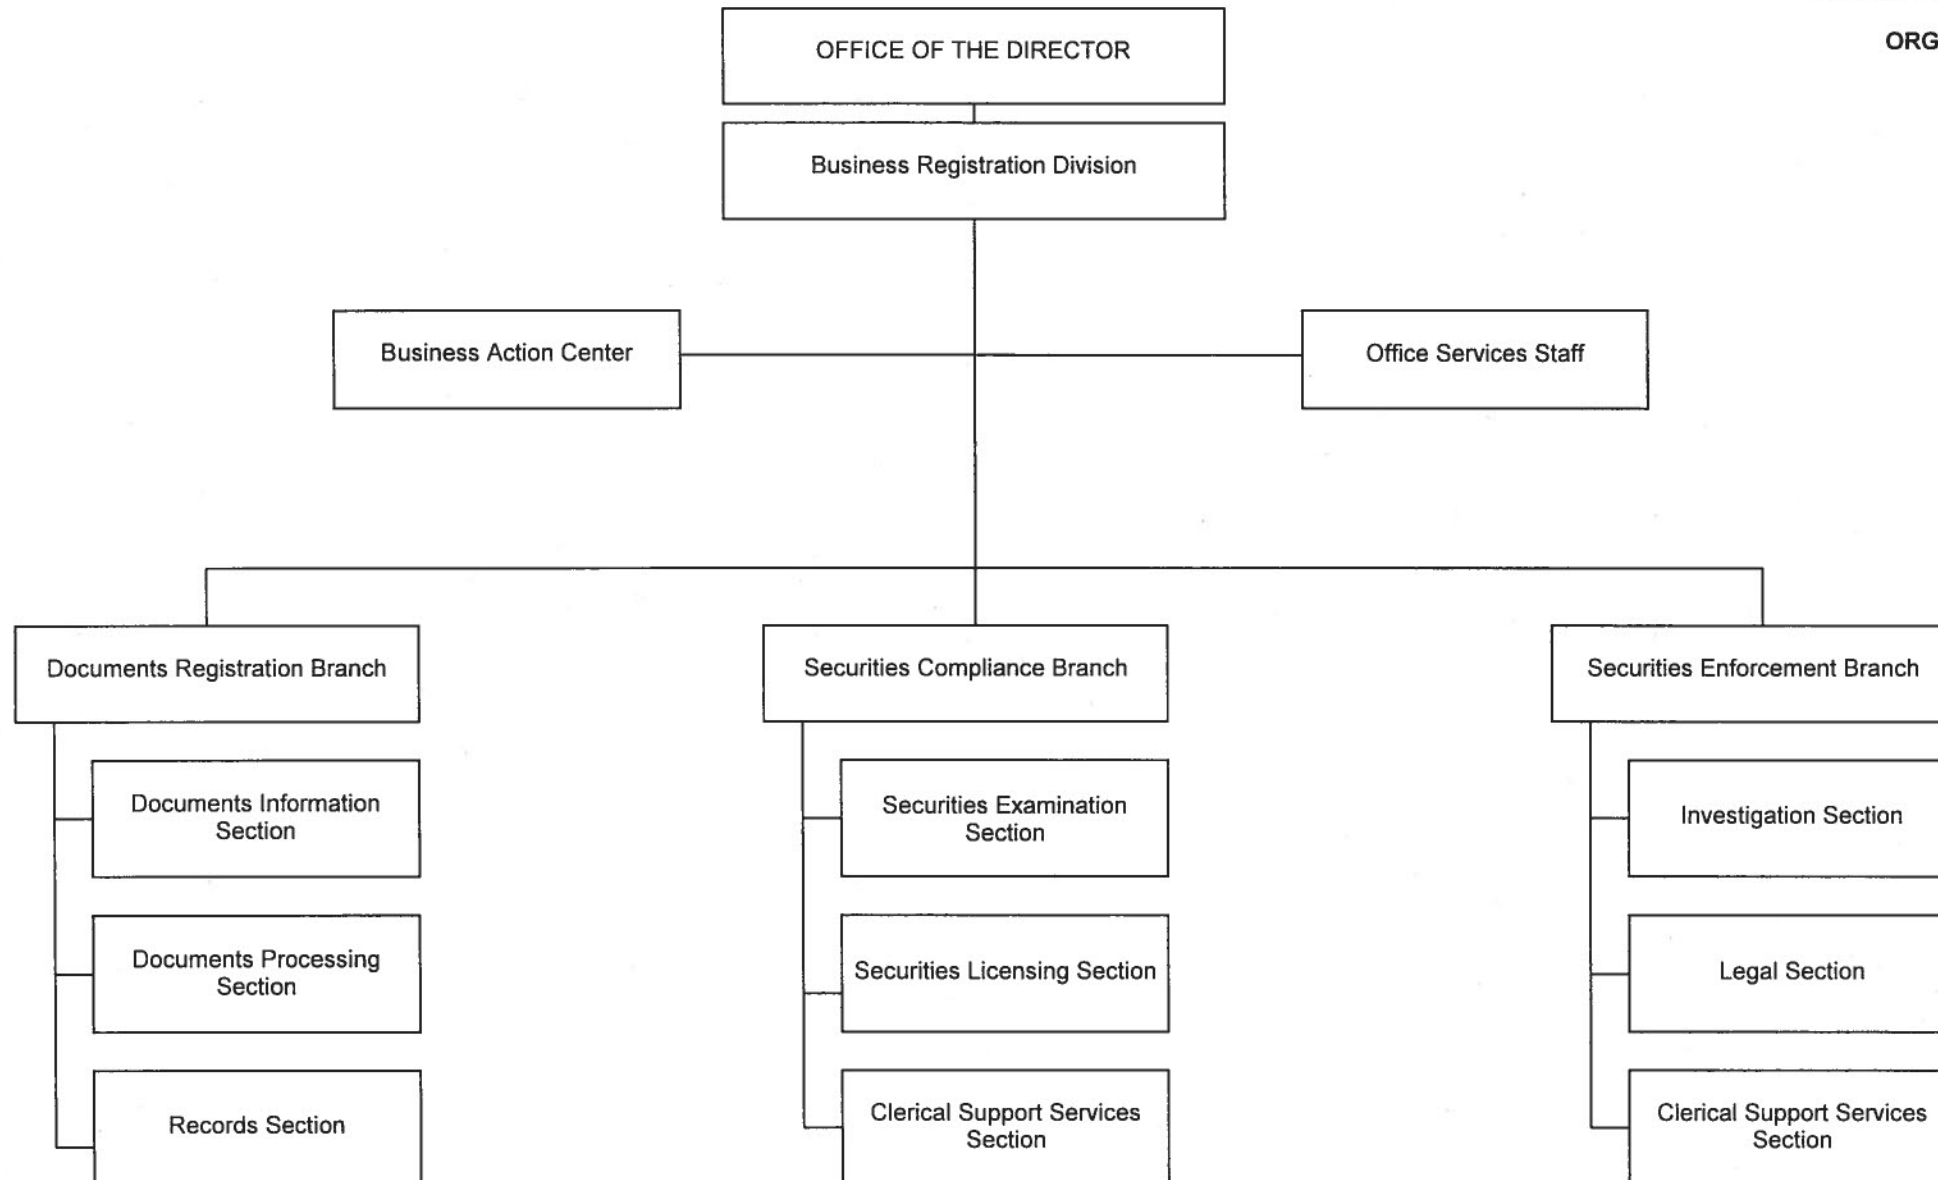 ORG
OFFICE OF THE DIRECTOR
Business Registration Division
Business Action Center
Office Services Staff
Documents Registration Branch
Securities Compliance Branch
Securities Enforcement Branch
Documents Information
Section
Securities Examination
Section
Investigation Section
Documents Processing
Section
Securities Licensing Section
Legal Section
Records Section
Clerical Support Services
Section
Clerical Support Services
Section